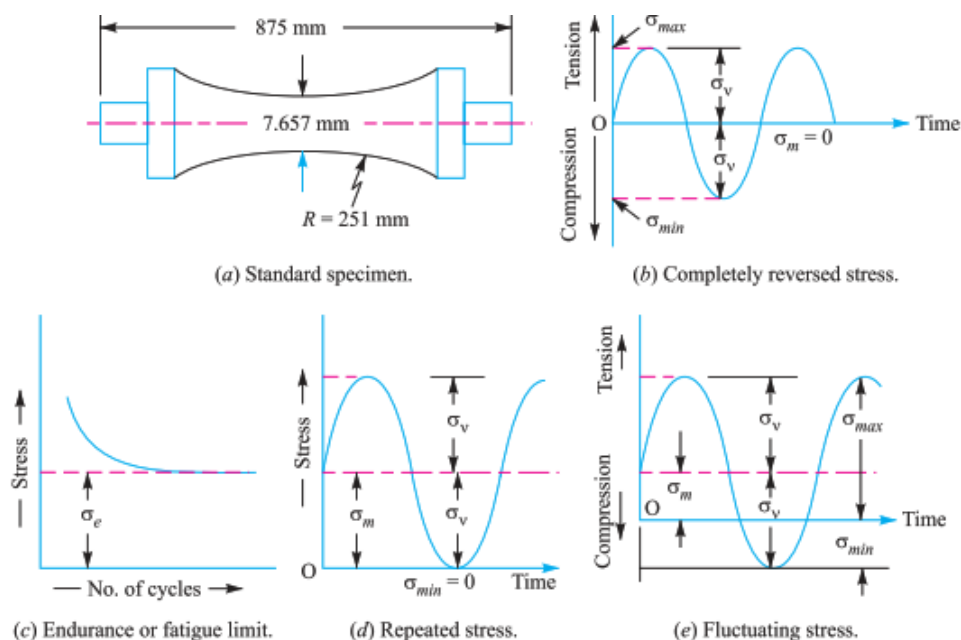 875 mm
7.657 mm
R = 251 mm
(a) Standard specimen.
Tension
Compression
O
σmax
σv
σv
σm = 0
σmin
Time
(b) Completely reversed stress.
Stress
σe
No. of cycles
(c) Endurance or fatigue limit.
Stress
σm
σv
σv
O
σmin = 0
Time
(d) Repeated stress.
Tension
Compression
O
σv
σm
σv
σmax
Time
σmin
(e) Fluctuating stress.